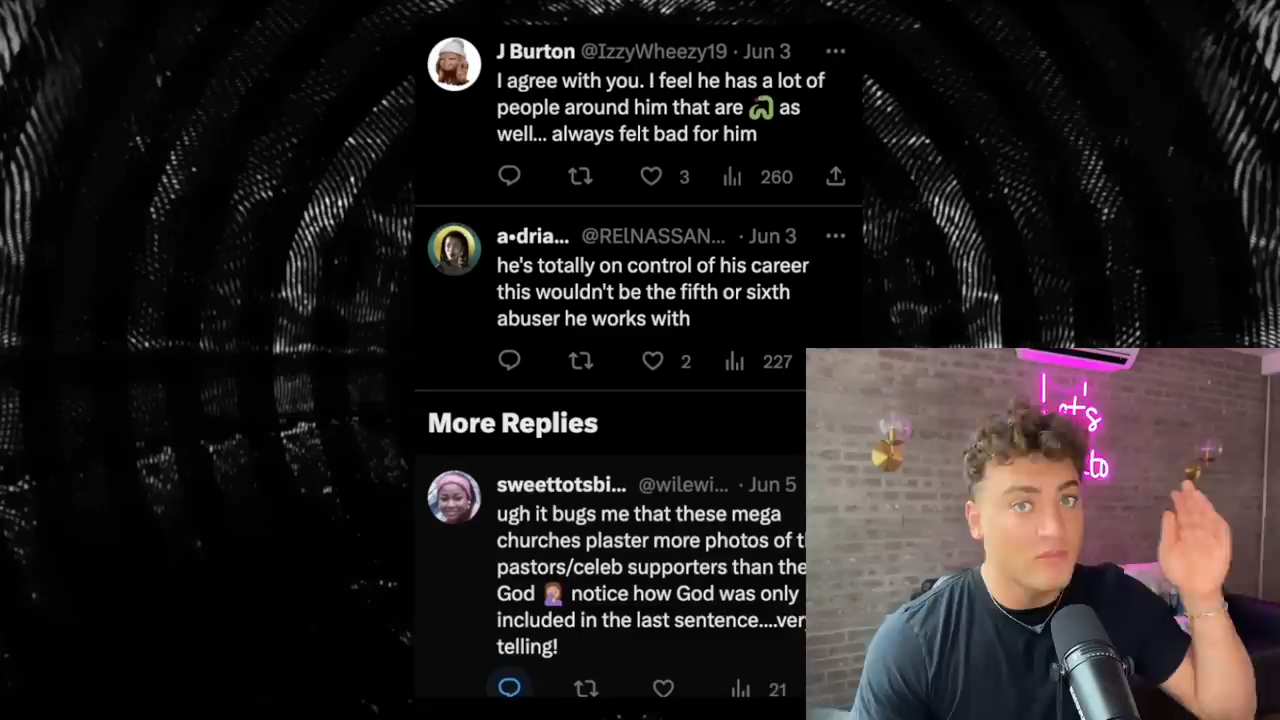 J Burton @IzzyWheezy19 · Jun 3
I agree with you. I feel he has a lot of
people around him that are 🐍 as
well... always felt bad for him
3 260
a•dria... @RElNASSAN... · Jun 3
he's totally on control of his career
this wouldn't be the fifth or sixth
abuser he works with
2 227
More Replies
sweettotsbi... @wilewi... · Jun 5
ugh it bugs me that these mega
churches plaster more photos of
pastors/celeb supporters than
God 🤦🏽‍♀️ notice how God was only
included in the last sentence....
telling!
21
let's